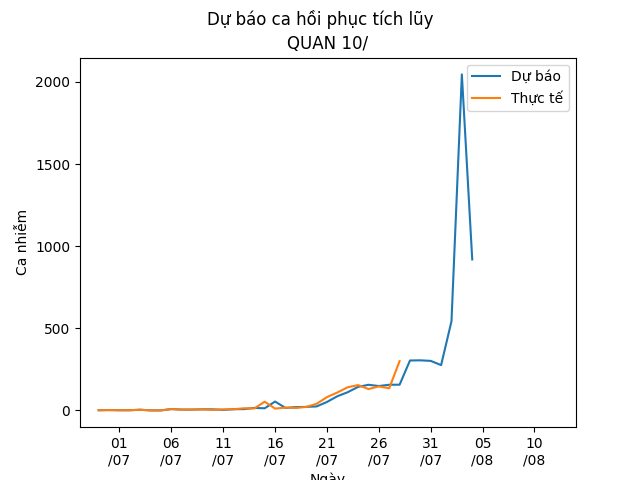 Dự báo ca hồi phục tích lũy
QUAN 10/
Dự báo
Thực tế
2000
1500
1000
500
0
Ca nhiễm
01 06 11 16 21 26 31 05 10
/07 /07 /07 /07 /07 /07 /07 /08 /08
Ngày